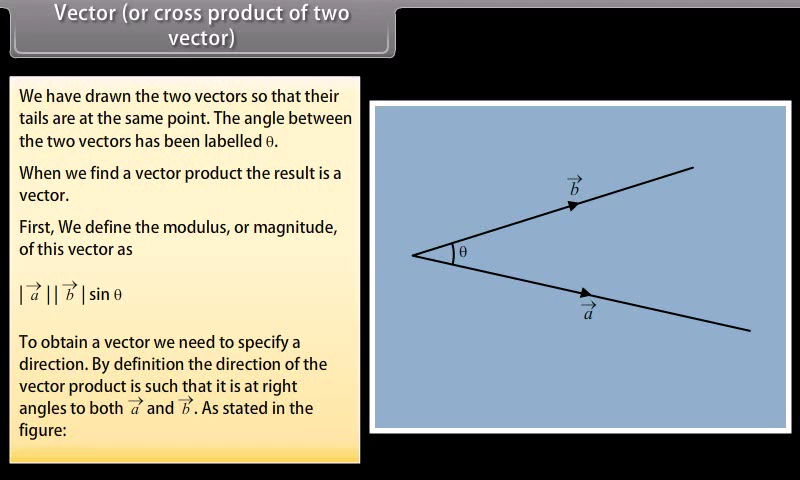 Vector (or cross product of two
vector)
We have drawn the two vectors so that their
tails are at the same point. The angle between
the two vectors has been labelled θ.
When we find a vector product the result is a
vector.
First, We define the modulus, or magnitude,
of this vector as
| a⃗ | | b⃗ | sin θ
To obtain a vector we need to specify a
direction. By definition the direction of the
vector product is such that it is at right
angles to both a⃗ and b⃗. As stated in the
figure:
b⃗
θ
a⃗